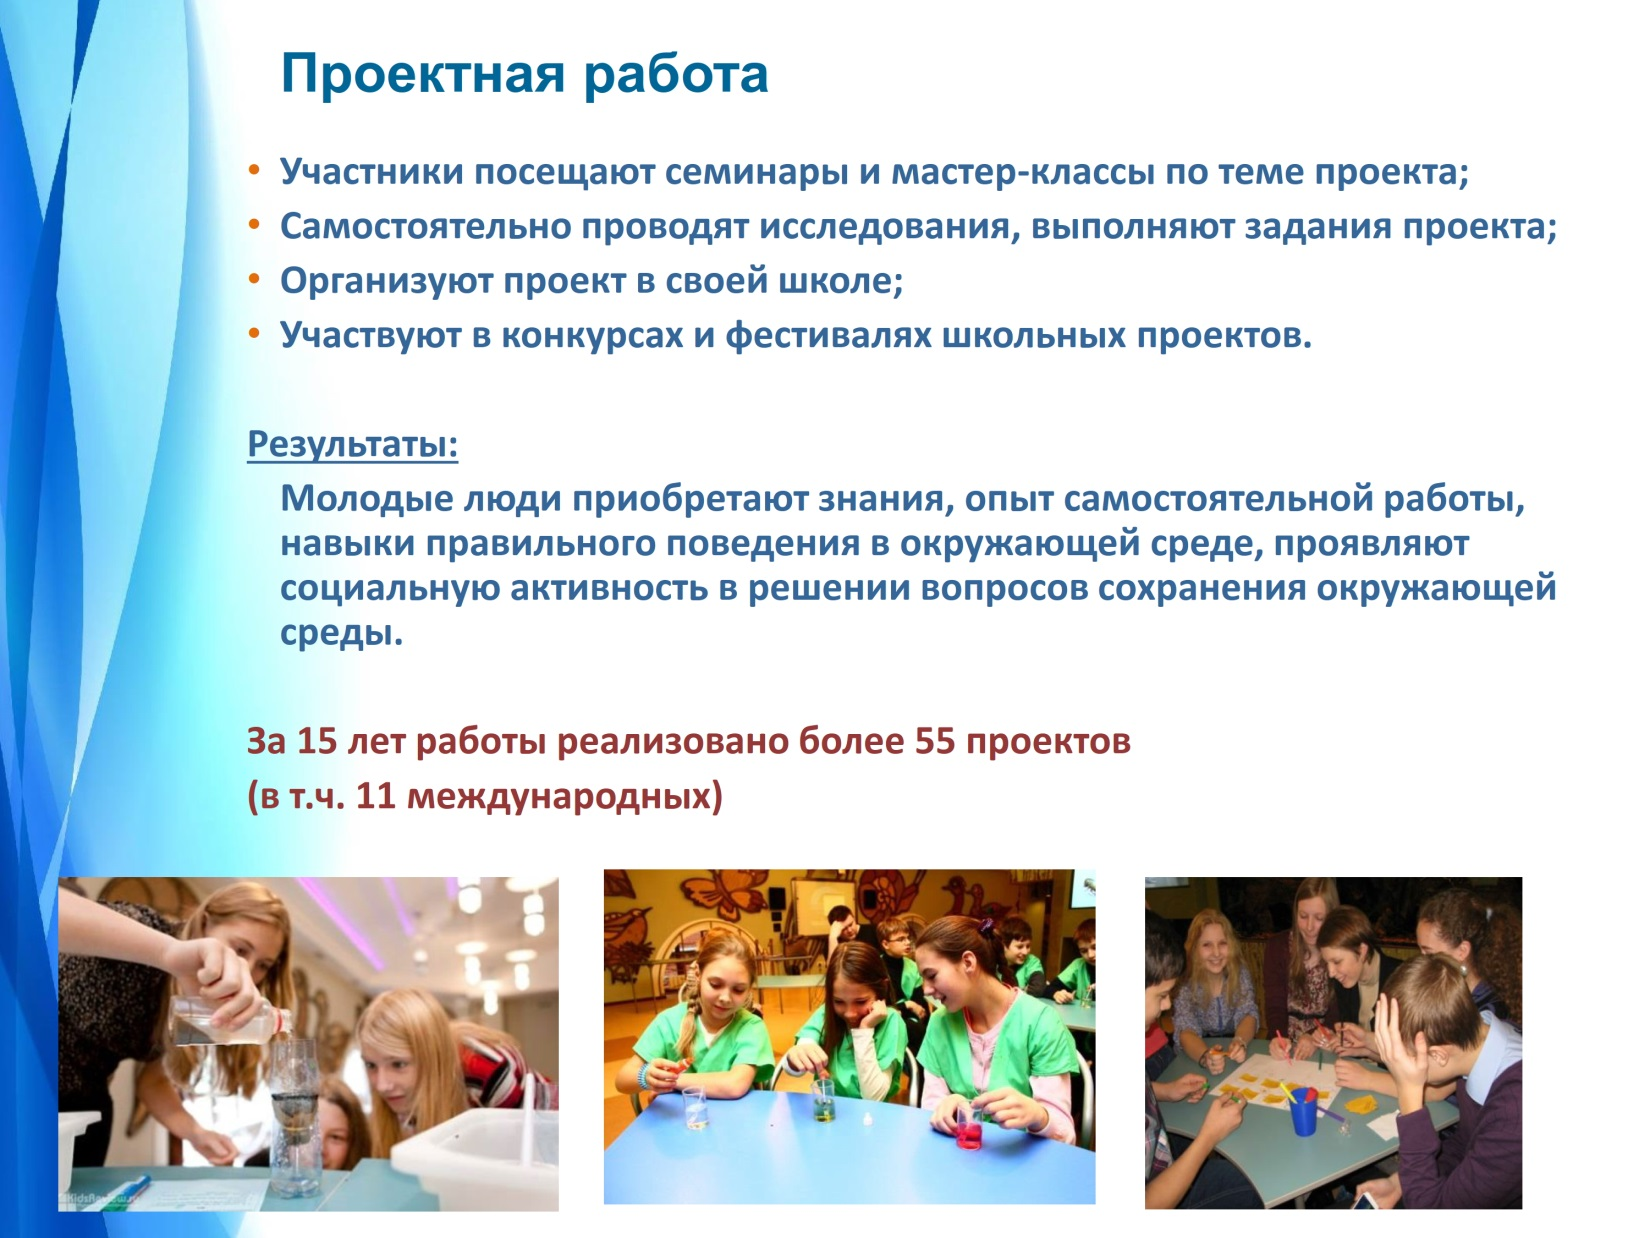 Проектная работа
• Участники посещают семинары и мастер-классы по теме проекта;
• Самостоятельно проводят исследования, выполняют задания проекта;
• Организуют проект в своей школе;
• Участвуют в конкурсах и фестивалях школьных проектов.
Результаты:
Молодые люди приобретают знания, опыт самостоятельной работы,
навыки правильного поведения в окружающей среде, проявляют
социальную активность в решении вопросов сохранения окружающей
среды.
За 15 лет работы реализовано более 55 проектов
(в т.ч. 11 международных)
KidsReview.ru